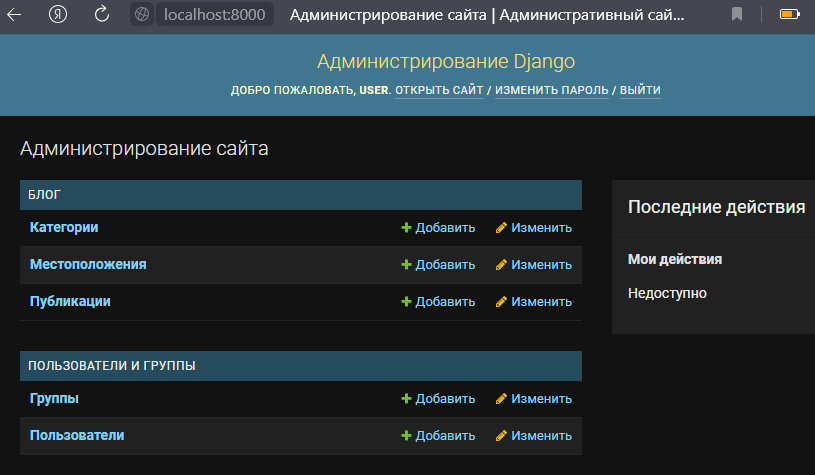 localhost:8000 Администрирование сайта | Административный сай...
Администрирование Django
ДОБРО ПОЖАЛОВАТЬ, USER. ОТКРЫТЬ САЙТ / ИЗМЕНИТЬ ПАРОЛЬ / ВЫЙТИ
Администрирование сайта
БЛОГ
Категории Добавить Изменить
Местоположения Добавить Изменить
Публикации Добавить Изменить
ПОЛЬЗОВАТЕЛИ И ГРУППЫ
Группы Добавить Изменить
Пользователи Добавить Изменить
Последние действия
Мои действия
Недоступно